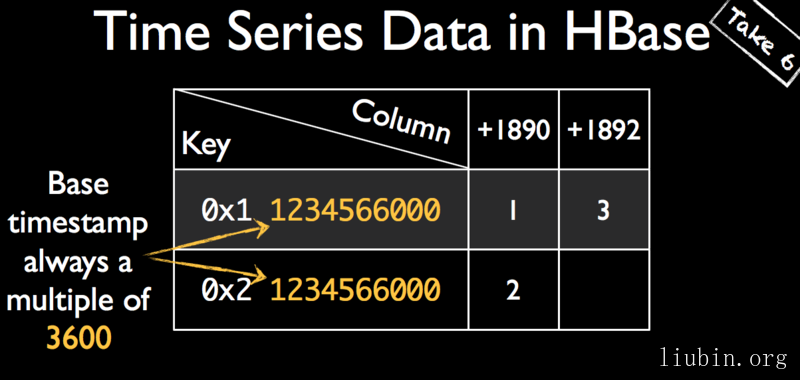 Time Series Data in HBase
Take 6
Column
Key
+1890
+1892
Base
timestamp
always a
multiple of
3600
0x1 1234566000
1
3
0x2 1234566000
2
liubin.org